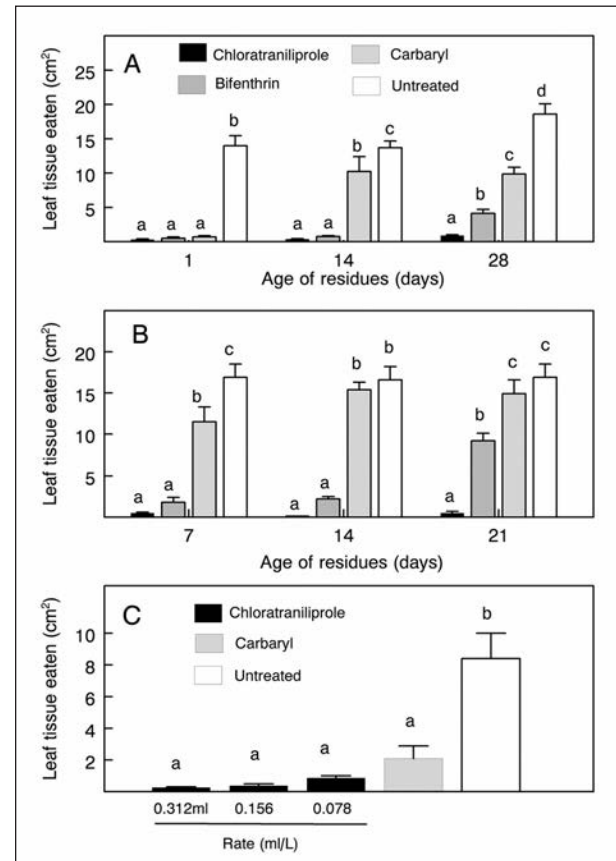 A
Chloratraniliprole
Carbaryl
Bifenthrin
Untreated
Leaf tissue eaten (cm²)
25
20
15
10
5
a a a b
a a b c
a b c d
1 14 28
Age of residues (days)
B
Leaf tissue eaten (cm²)
20
15
10
5
a a b c
a a b b
a b c c
7 14 21
Age of residues (days)
C
Chloratraniliprole
Carbaryl
Untreated
Leaf tissue eaten (cm²)
10
8
6
4
2
a a a a b
0.312ml 0.156 0.078
Rate (ml/L)